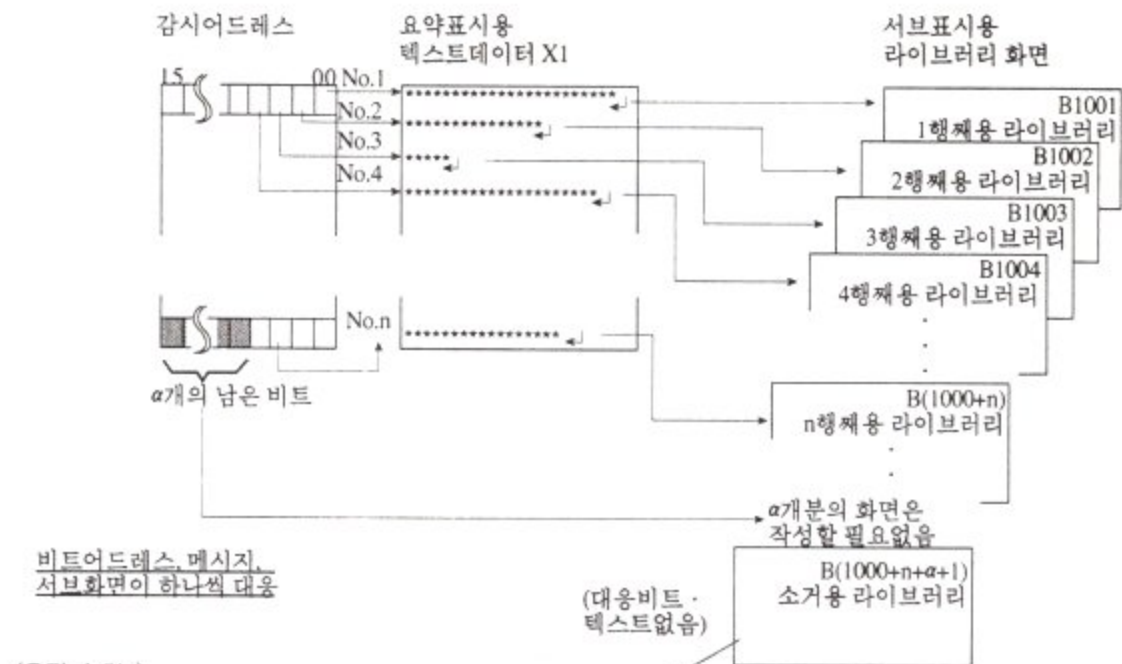 감시어드레스
요약표시용
텍스트데이터 X1
서브표시용
라이브러리 화면
15
00
No.1
No.2
No.3
No.4
********************
*************
*****
******************
B1001
1행째용 라이브러리
B1002
2행째용 라이브러리
B1003
3행째용 라이브러리
B1004
4행째용 라이브러리
No.n
***************
α개의 남은 비트
B(1000+n)
n행째용 라이브러리
α개분의 화면은
작성할 필요없음
비트어드레스, 메시지,
서브화면이 하나씩 대응
B(1000+n+α+1)
소거용 라이브러리
(대응비트·
텍스트없음)